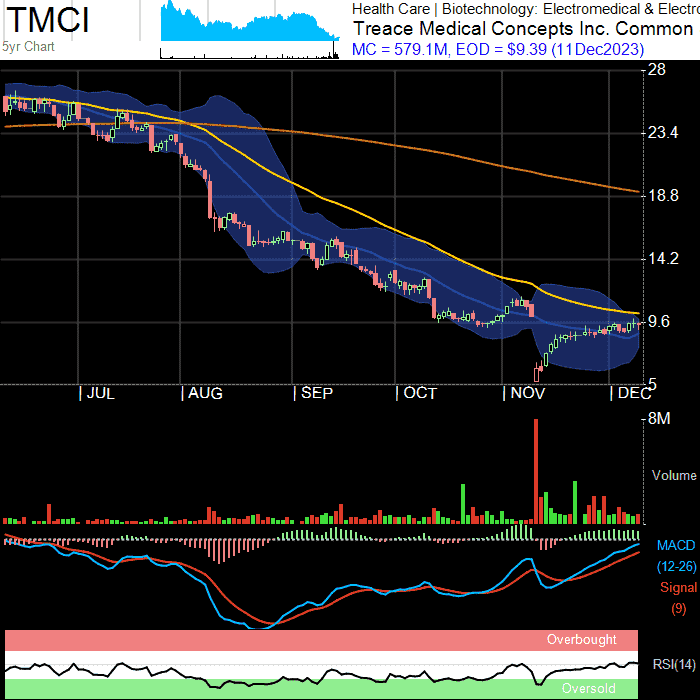 TMCI
5yr Chart
Health Care | Biotechnology: Electromedical & Electro
Treace Medical Concepts Inc. Common
MC = 579.1M, EOD = $9.39 (11Dec2023)
28
23.4
18.8
14.2
9.6
5
| JUL | AUG | SEP | OCT | NOV | DEC
8M
Volume
MACD
(12-26)
Signal
(9)
Overbought
RSI(14)
Oversold